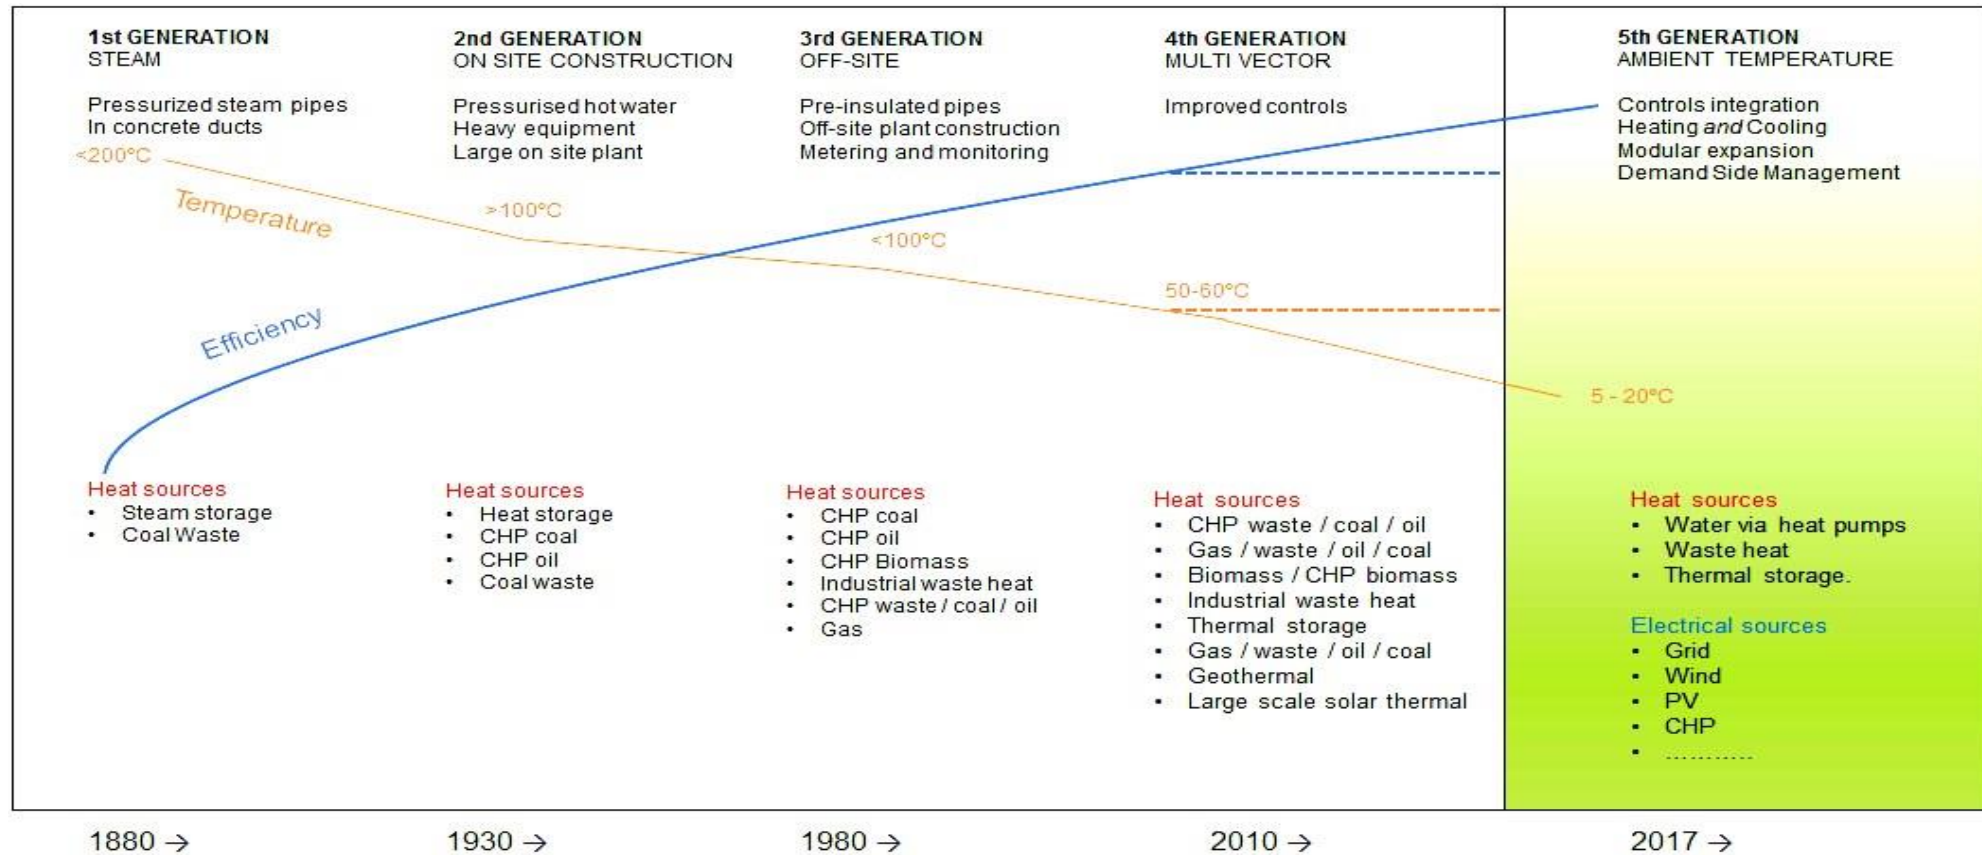 1st GENERATION
STEAM
Pressurized steam pipes
In concrete ducts
<200°C
Temperature
Efficiency
Heat sources
• Steam storage
• Coal Waste
1880 →
2nd GENERATION
ON SITE CONSTRUCTION
Pressurised hot water
Heavy equipment
Large on site plant
>100°C
Heat sources
• Heat storage
• CHP coal
• CHP oil
• Coal waste
1930 →
3rd GENERATION
OFF-SITE
Pre-insulated pipes
Off-site plant construction
Metering and monitoring
<100°C
Heat sources
• CHP coal
• CHP oil
• CHP Biomass
• Industrial waste heat
• CHP waste / coal / oil
• Gas
1980 →
4th GENERATION
MULTI VECTOR
Improved controls
50-60°C
Heat sources
• CHP waste / coal / oil
• Gas / waste / oil / coal
• Biomass / CHP biomass
• Industrial waste heat
• Thermal storage
• Gas / waste / oil / coal
• Geothermal
• Large scale solar thermal
2010 →
5th GENERATION
AMBIENT TEMPERATURE
Controls integration
Heating and Cooling
Modular expansion
Demand Side Management
5 - 20°C
Heat sources
• Water via heat pumps
• Waste heat
• Thermal storage.
Electrical sources
• Grid
• Wind
• PV
• CHP
• ...........
2017 →